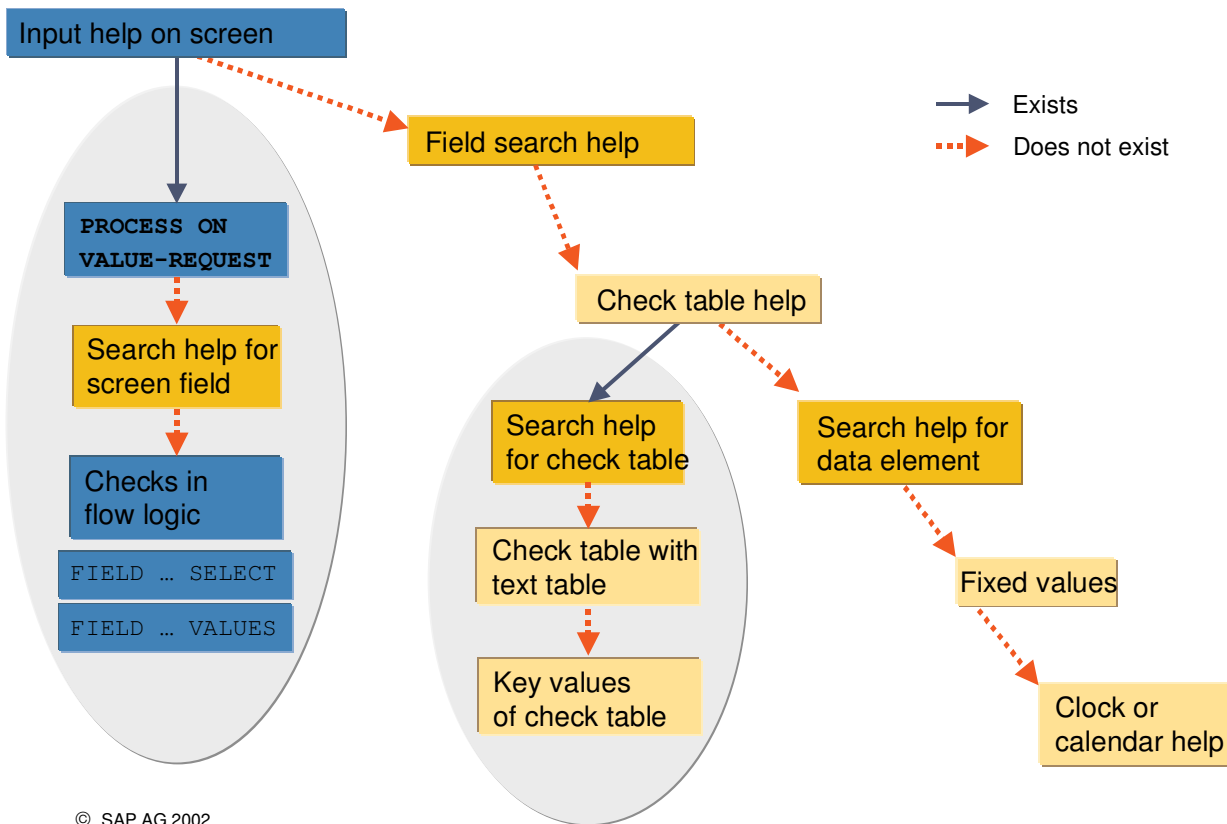 Input help on screen
Exists
Does not exist
Field search help
PROCESS ON
VALUE-REQUEST
Check table help
Search help for
screen field
Search help
for check table
Search help for
data element
Checks in
flow logic
Check table with
text table
FIELD … SELECT
Fixed values
FIELD … VALUES
Key values
of check table
Clock or
calendar help
© SAP AG 2002